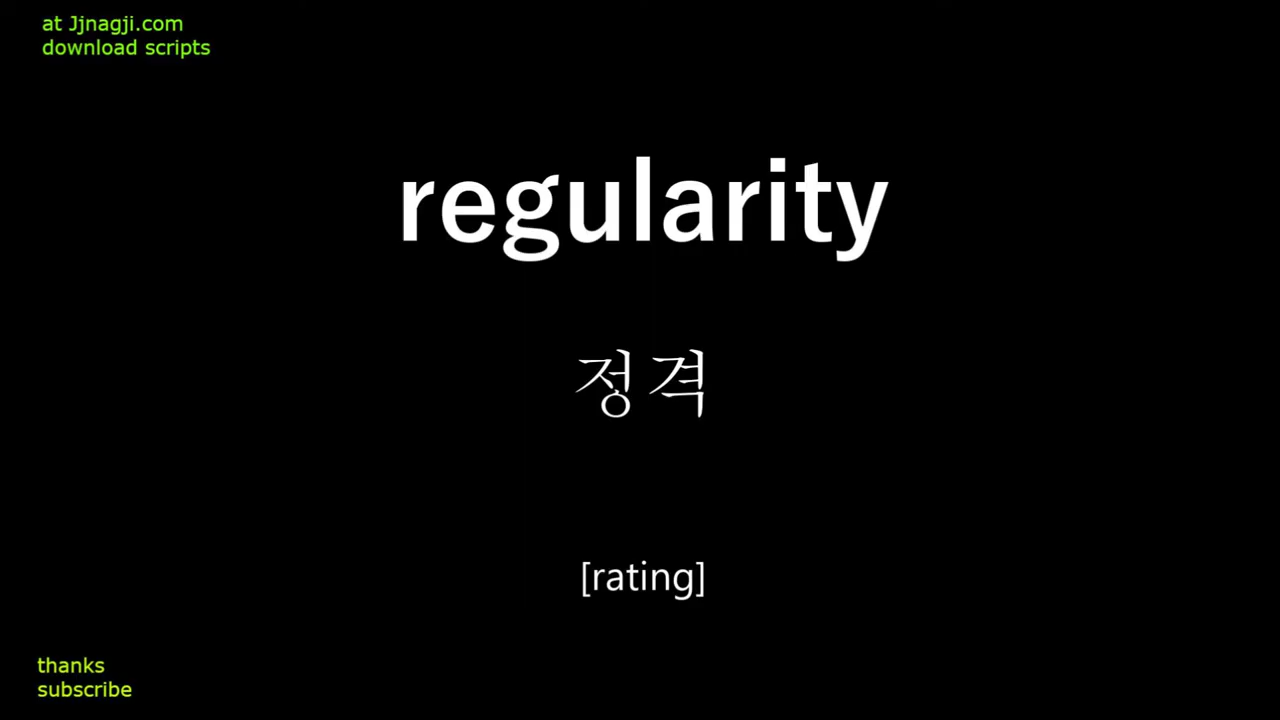 at Jjnagji.com
download scripts
regularity
정격
[rating]
thanks
subscribe